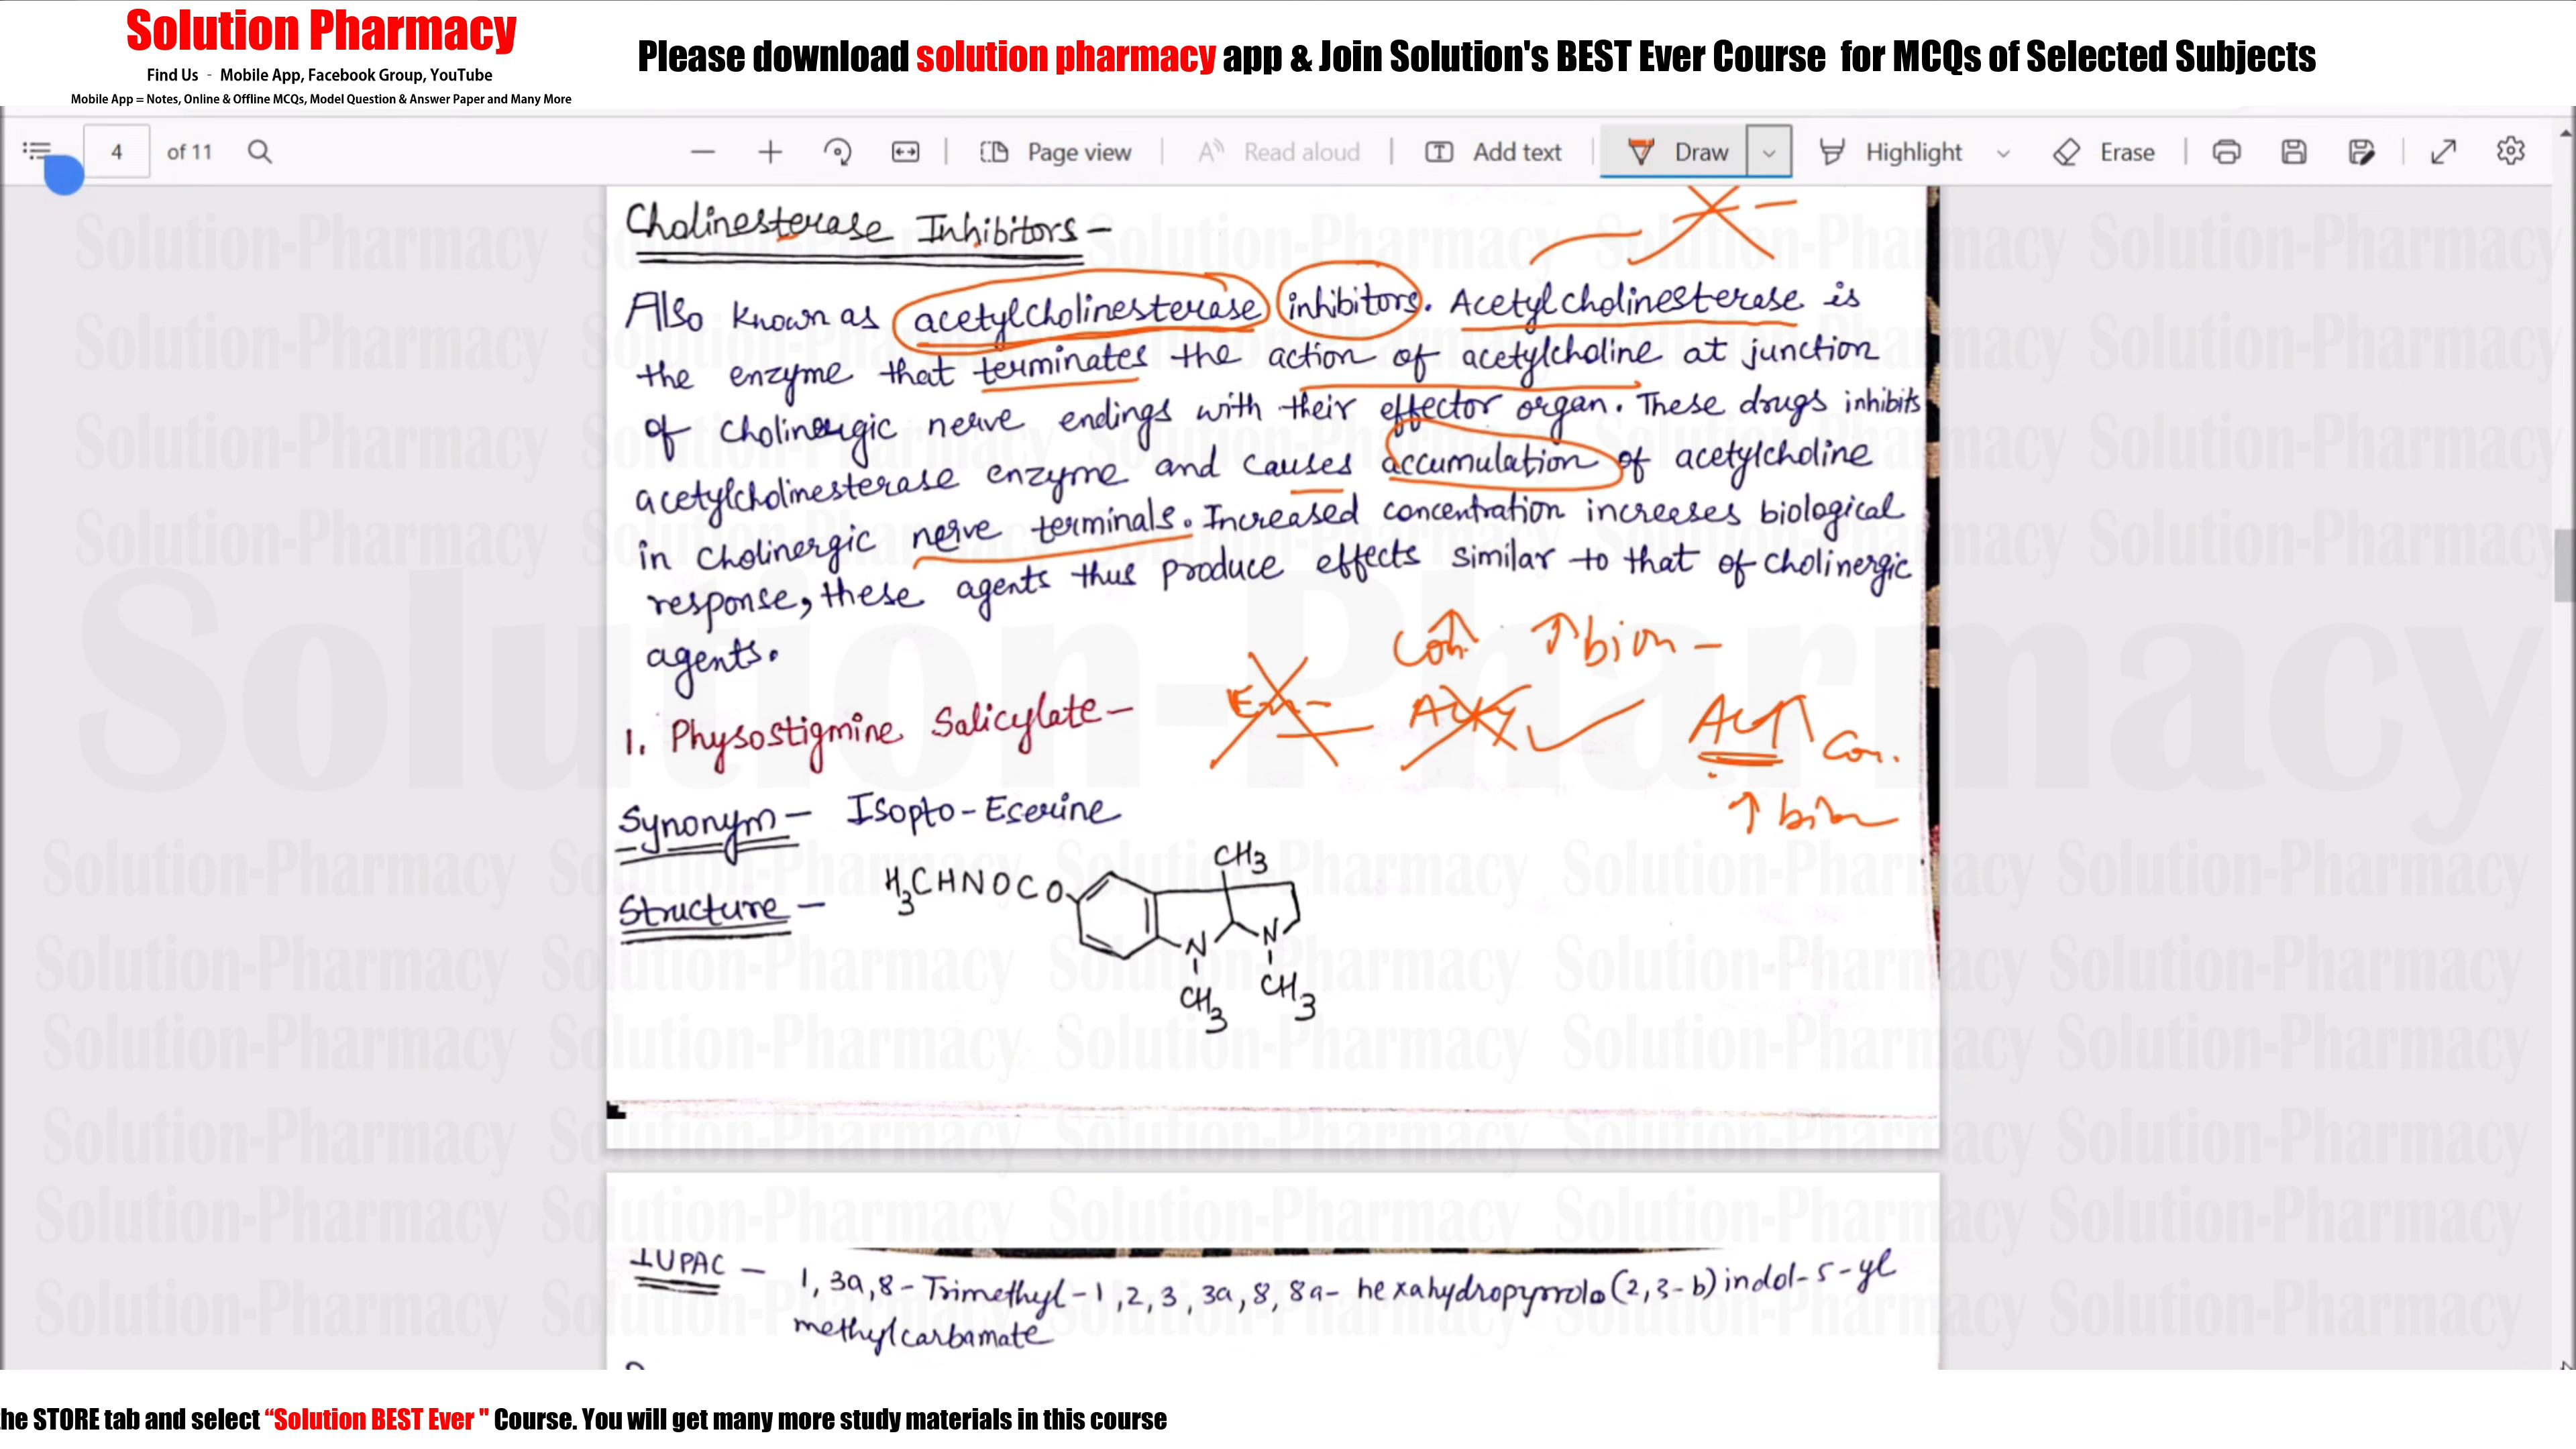 Solution Pharmacy
Find Us - Mobile App, Facebook Group, YouTube
Mobile App = Notes, Online & Offline MCQs, Model Question & Answer Paper and Many More
Please download solution pharmacy app & Join Solution's BEST Ever Course for MCQs of Selected Subjects
4 of 11 Page view Read aloud Add text Draw Highlight Erase
Cholinesterase Inhibitors -
Also known as acetylcholinesterase inhibitors. Acetylcholinesterase is
the enzyme that terminates the action of acetylcholine at junction
of cholinergic nerve endings with their effector organ. These drugs inhibits
acetylcholinesterase enzyme and causes accumulation of acetylcholine
in cholinergic nerve terminals. Increased concentration increases biological
response, these agents thus produce effects similar to that of cholinergic
agents.
1. Physostigmine Salicylate -
Synonym - Isopto-Eserine
Structure -
H3CHNOCO
CH3
N
N
CH3
CH3
IUPAC - 1, 3a, 8 - Trimethyl - 1, 2, 3, 3a, 8, 8a - hexahydropyrrolo (2, 3-b) indol-5-yl
methylcarbamate
Solution-Pharmacy
he STORE tab and select “Solution BEST Ever " Course. You will get many more study materials in this course